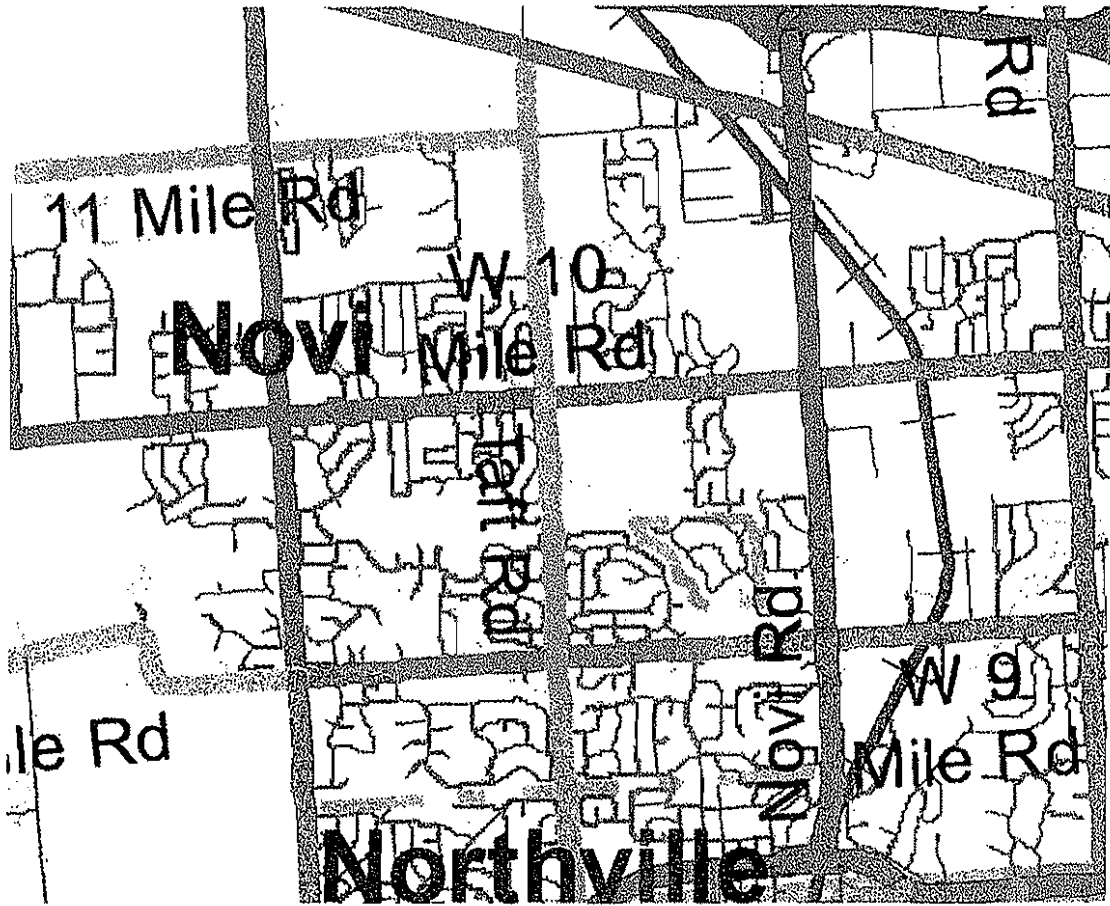 Rd
11 Mile Rd
W 10
Mile Rd
Novi
Taft Rd
Novi Rd
W 9
Mile Rd
le Rd
Northville